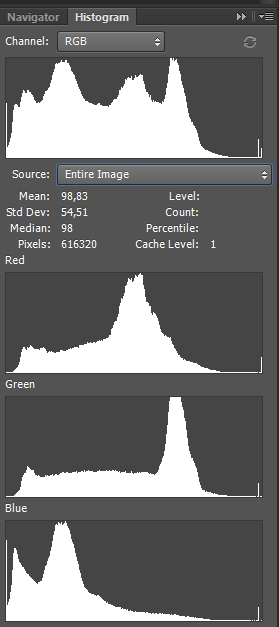 Navigator Histogram
Channel: RGB
Source: Entire Image
Mean: 98,83 Level:
Std Dev: 54,51 Count:
Median: 98 Percentile:
Pixels: 616320 Cache Level: 1
Red
Green
Blue